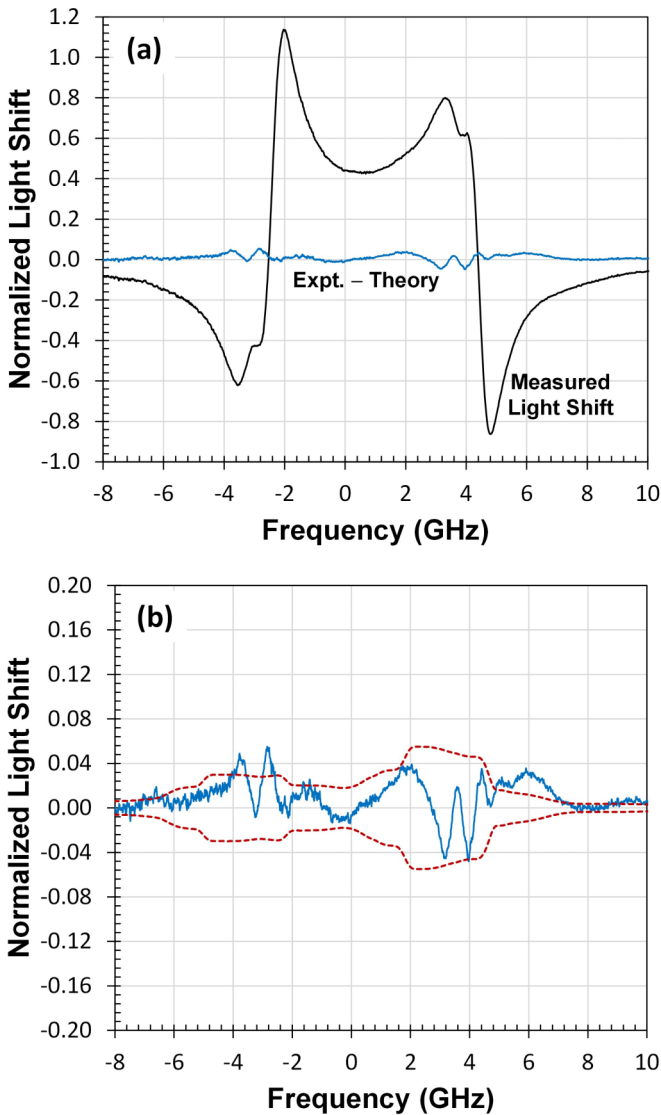 (a)
Normalized Light Shift
1.2
1.0
0.8
0.6
0.4
0.2
0.0
-0.2
-0.4
-0.6
-0.8
-1.0
Expt. – Theory
Measured
Light Shift
-8 -6 -4 -2 0 2 4 6 8 10
Frequency (GHz)
(b)
Normalized Light Shift
0.20
0.16
0.12
0.08
0.04
0.00
-0.04
-0.08
-0.12
-0.16
-0.20
-8 -6 -4 -2 0 2 4 6 8 10
Frequency (GHz)